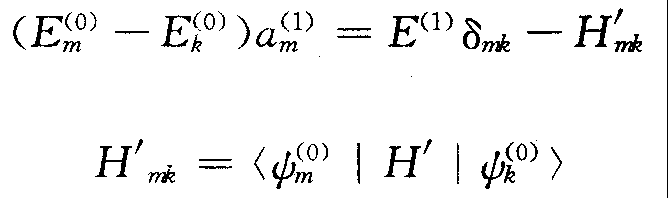 (E_m^{(0)} − E_k^{(0)})a_m^{(1)} = E^{(1)}δ_{mk} − H′_{mk}
H′_{mk} = ⟨ψ_m^{(0)} | H′ | ψ_k^{(0)}⟩